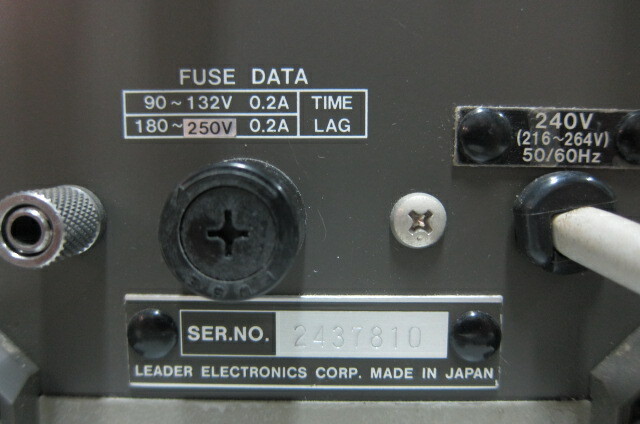 FUSE DATA
90~132V 0.2A TIME
180~250V 0.2A LAG
240V
(216~264V)
50/60Hz
FUSE
SER.NO. 2437810
LEADER ELECTRONICS CORP. MADE IN JAPAN